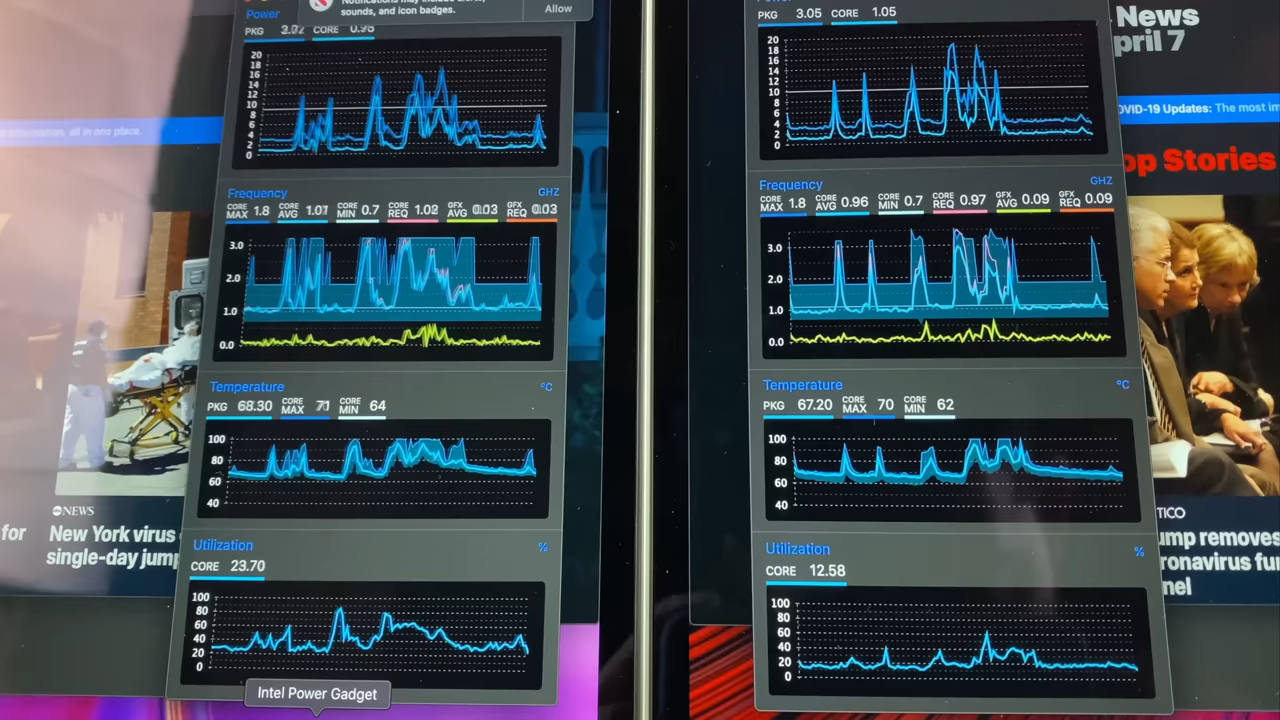 Notifications may include alerts,
sounds, and icon badges.
Allow
Power
PKG 3.02 CORE 0.98
20
18
16
14
12
10
8
6
4
2
0
Frequency GHZ
CORE MAX 1.8 CORE AVG 1.01 CORE MIN 0.7 CORE REQ 1.02 GFX AVG 0.03 GFX REQ 0.03
3.0
2.0
1.0
0.0
Temperature °C
PKG 68.30 CORE MAX 71 CORE MIN 64
100
80
60
40
Utilization %
CORE 23.70
100
80
60
40
20
0
Intel Power Gadget
information, all in one place.
NEWS
for New York virus
single-day jump
PKG 3.05 CORE 1.05
20
18
16
14
12
10
8
6
4
2
0
Frequency GHZ
CORE MAX 1.8 CORE AVG 0.96 CORE MIN 0.7 CORE REQ 0.97 GFX AVG 0.09 GFX REQ 0.09
3.0
2.0
1.0
0.0
Temperature °C
PKG 67.20 CORE MAX 70 CORE MIN 62
100
80
60
40
Utilization %
CORE 12.58
100
80
60
40
20
0
News
pril 7
OVID-19 Updates: The most im
op Stories
TICO
ump removes
ronavirus fu
nel